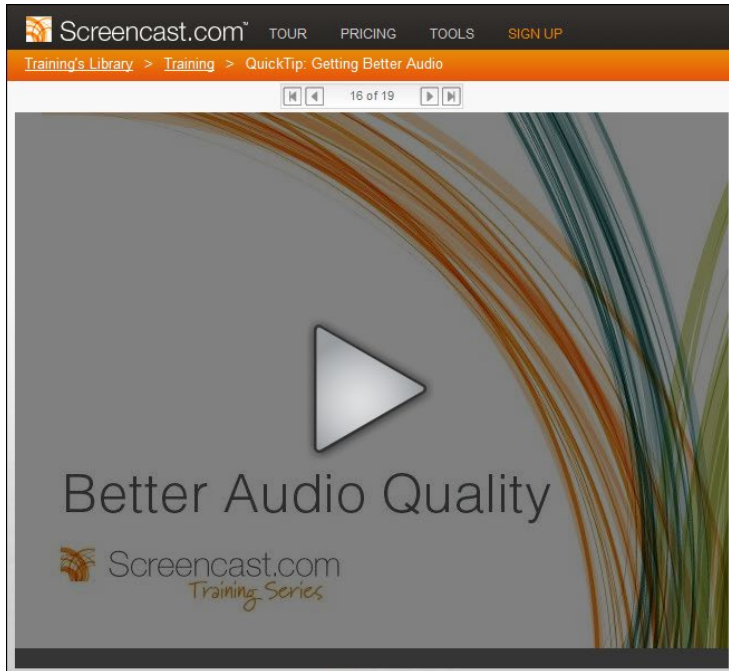 Screencast.com™ TOUR PRICING TOOLS SIGN UP
Training's Library > Training > QuickTip: Getting Better Audio
16 of 19
Better Audio Quality
Screencast.com
Training Series